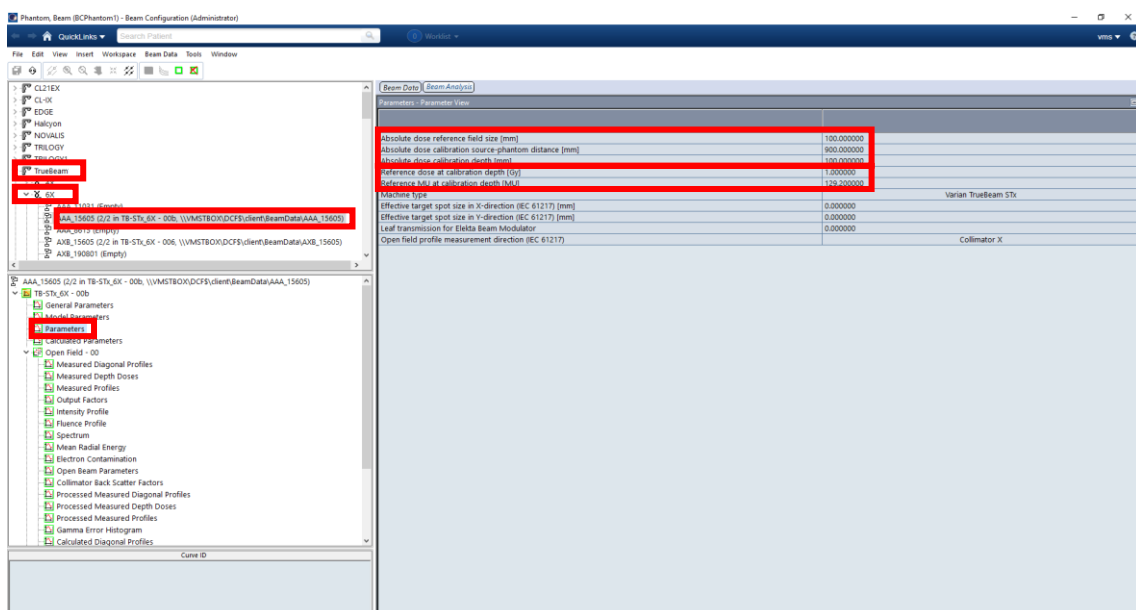 Phantom, Beam (BCPhantom1) - Beam Configuration (Administrator)
QuickLinks
Search Patient
0 Worklist
vms
File Edit View Insert Workspace Beam Data Tools Window
CL21EX
CL-IX
EDGE
Halcyon
NOVALIS
TRILOGY
TRILOGY1
TrueBeam
6X
AAA_11031 (Empty)
AAA_15605 (2/2 in TB-STx_6X - 00b, \\VMSTBOX\DCF$\client\BeamData\AAA_15605)
AAA_8615 (Empty)
AXB_15605 (2/2 in TB-STx_6X - 006, \\VMSTBOX\DCF$\client\BeamData\AXB_15605)
AXB_190801 (Empty)
AAA_15605 (2/2 in TB-STx_6X - 00b, \\VMSTBOX\DCF$\client\BeamData\AAA_15605)
TB-STx_6X - 00b
General Parameters
Model Parameters
Parameters
Calculated Parameters
Open Field - 00
Measured Diagonal Profiles
Measured Depth Doses
Measured Profiles
Output Factors
Intensity Profile
Fluence Profile
Spectrum
Mean Radial Energy
Electron Contamination
Open Beam Parameters
Collimator Back Scatter Factors
Processed Measured Diagonal Profiles
Processed Measured Depth Doses
Processed Measured Profiles
Gamma Error Histogram
Calculated Diagonal Profiles
Curve ID
Beam Data Beam Analysis
Parameters - Parameter View
Absolute dose reference field size [mm] 100.000000
Absolute dose calibration source-phantom distance [mm] 900.000000
Absolute dose calibration depth [mm] 100.000000
Reference dose at calibration depth [Gy] 1.000000
Reference MU at calibration depth [MU] 129.200000
Machine type Varian TrueBeam STx
Effective target spot size in X-direction (IEC 61217) [mm] 0.000000
Effective target spot size in Y-direction (IEC 61217) [mm] 0.000000
Leaf transmission for Elekta Beam Modulator 0.000000
Open field profile measurement direction (IEC 61217) Collimator X